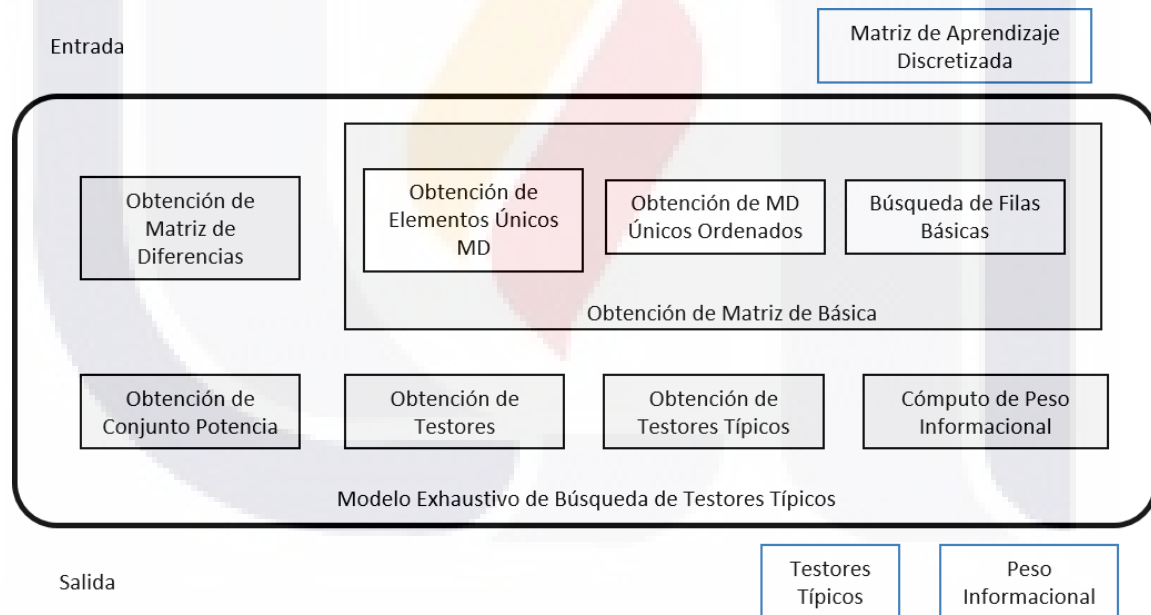 Entrada
Matriz de Aprendizaje
Discretizada
Obtención de
Matriz de
Diferencias
Obtención de
Elementos Únicos
MD
Obtención de MD
Únicos Ordenados
Búsqueda de Filas
Básicas
Obtención de Matriz de Básica
Obtención de
Conjunto Potencia
Obtención de
Testores
Obtención de
Testores Típicos
Cómputo de Peso
Informacional
Modelo Exhaustivo de Búsqueda de Testores Típicos
Salida
Testores
Típicos
Peso
Informacional